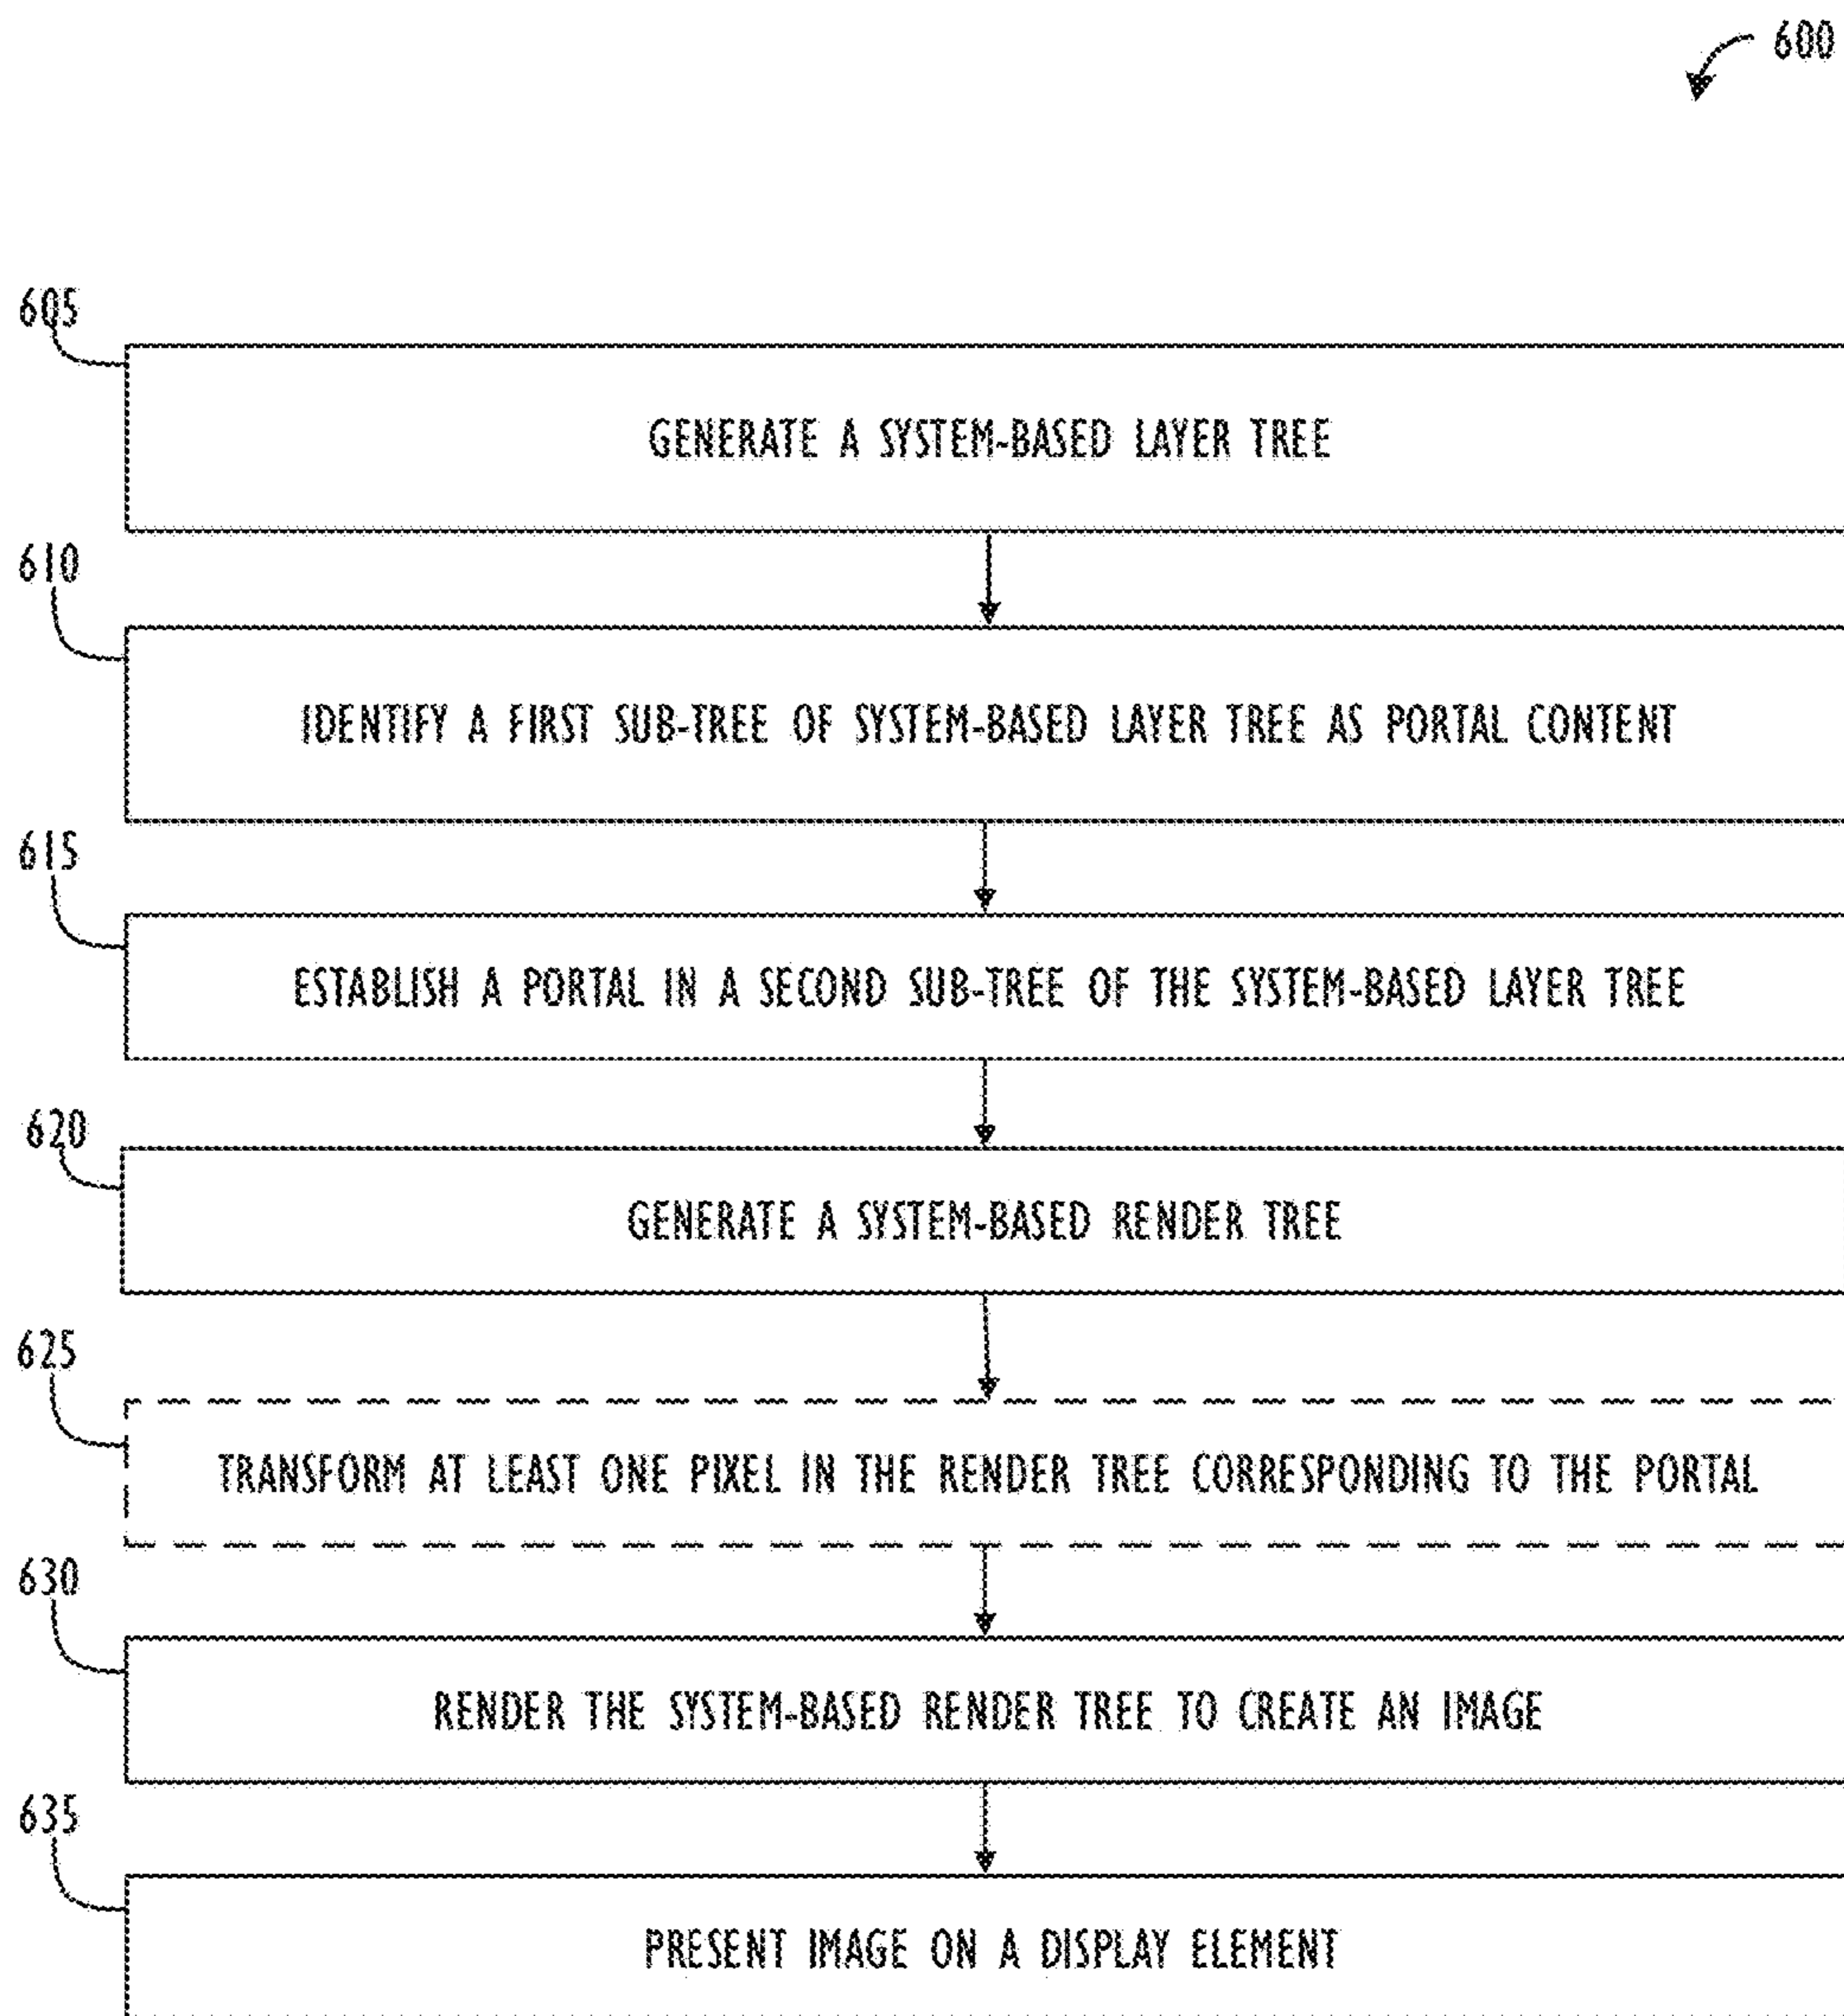 600
605
GENERATE A SYSTEM-BASED LAYER TREE
610
IDENTIFY A FIRST SUB-TREE OF SYSTEM-BASED LAYER TREE AS PORTAL CONTENT
615
ESTABLISH A PORTAL IN A SECOND SUB-TREE OF THE SYSTEM-BASED LAYER TREE
620
GENERATE A SYSTEM-BASED RENDER TREE
625
TRANSFORM AT LEAST ONE PIXEL IN THE RENDER TREE CORRESPONDING TO THE PORTAL
630
RENDER THE SYSTEM-BASED RENDER TREE TO CREATE AN IMAGE
635
PRESENT IMAGE ON A DISPLAY ELEMENT